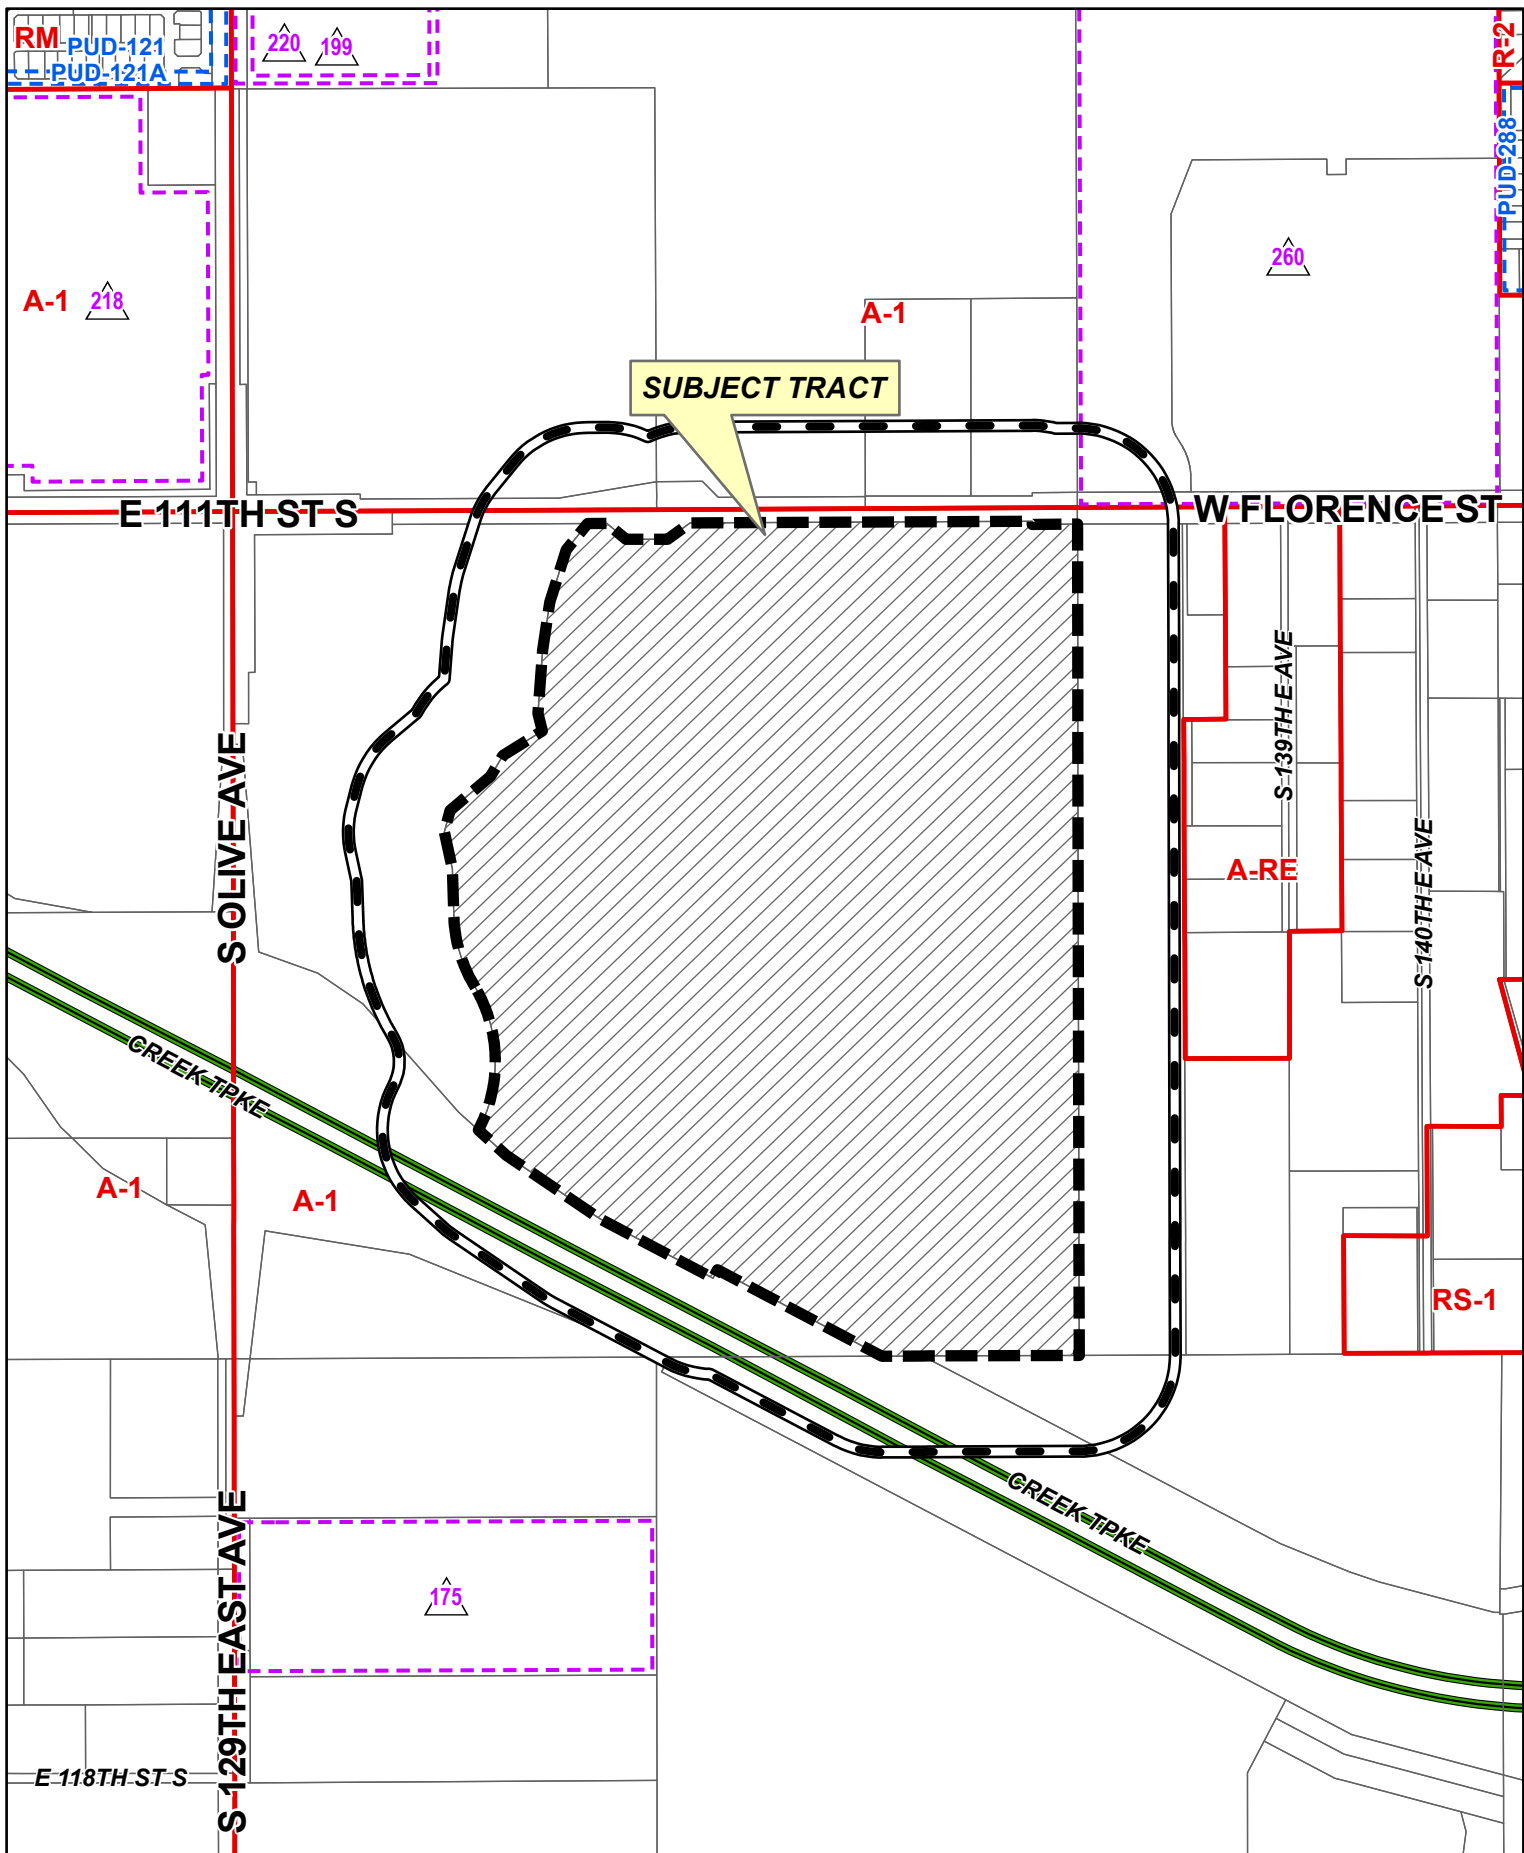 RM
PUD-121
PUD-121A
220
199
R-2
PUD-288
A-1
218
260
A-1
SUBJECT TRACT
E 111TH ST S
W FLORENCE ST
S 139TH E AVE
S OLIVE AVE
A-RE
S 140TH E AVE
CREEK TPKE
A-1
A-1
RS-1
CREEK TPKE
S 129TH EAST AVE
175
E 118TH ST S